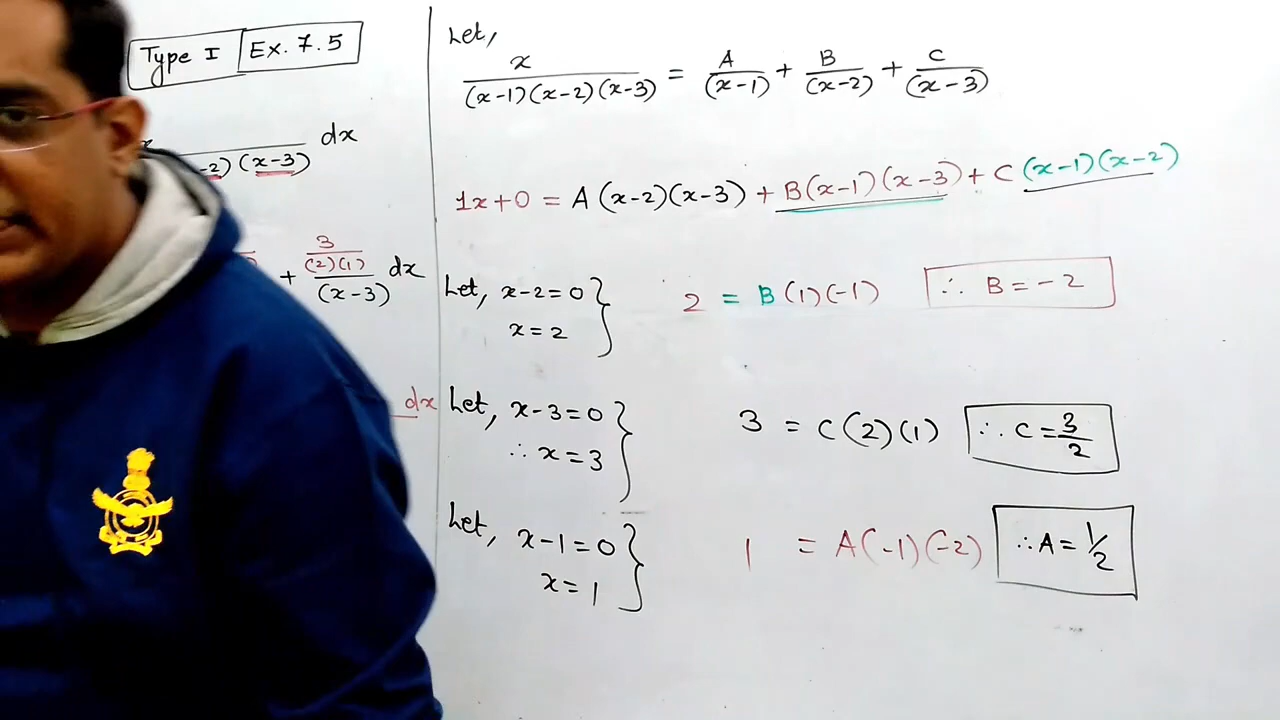 Type I Ex. 7.5
dx
-2) (x-3)
3
(2)(1)
+ dx
(x-3)
dx
Let,
x / (x-1)(x-2)(x-3) = A / (x-1) + B / (x-2) + C / (x-3)
1x+0 = A(x-2)(x-3) + B(x-1)(x-3) + C(x-1)(x-2)
Let, x-2=0 } 2 = B(1)(-1) ∴ B = -2
x=2
Let, x-3=0 } 3 = C(2)(1) ∴ C = 3/2
∴ x=3
Let, x-1=0 } 1 = A(-1)(-2) ∴ A = 1/2
x=1